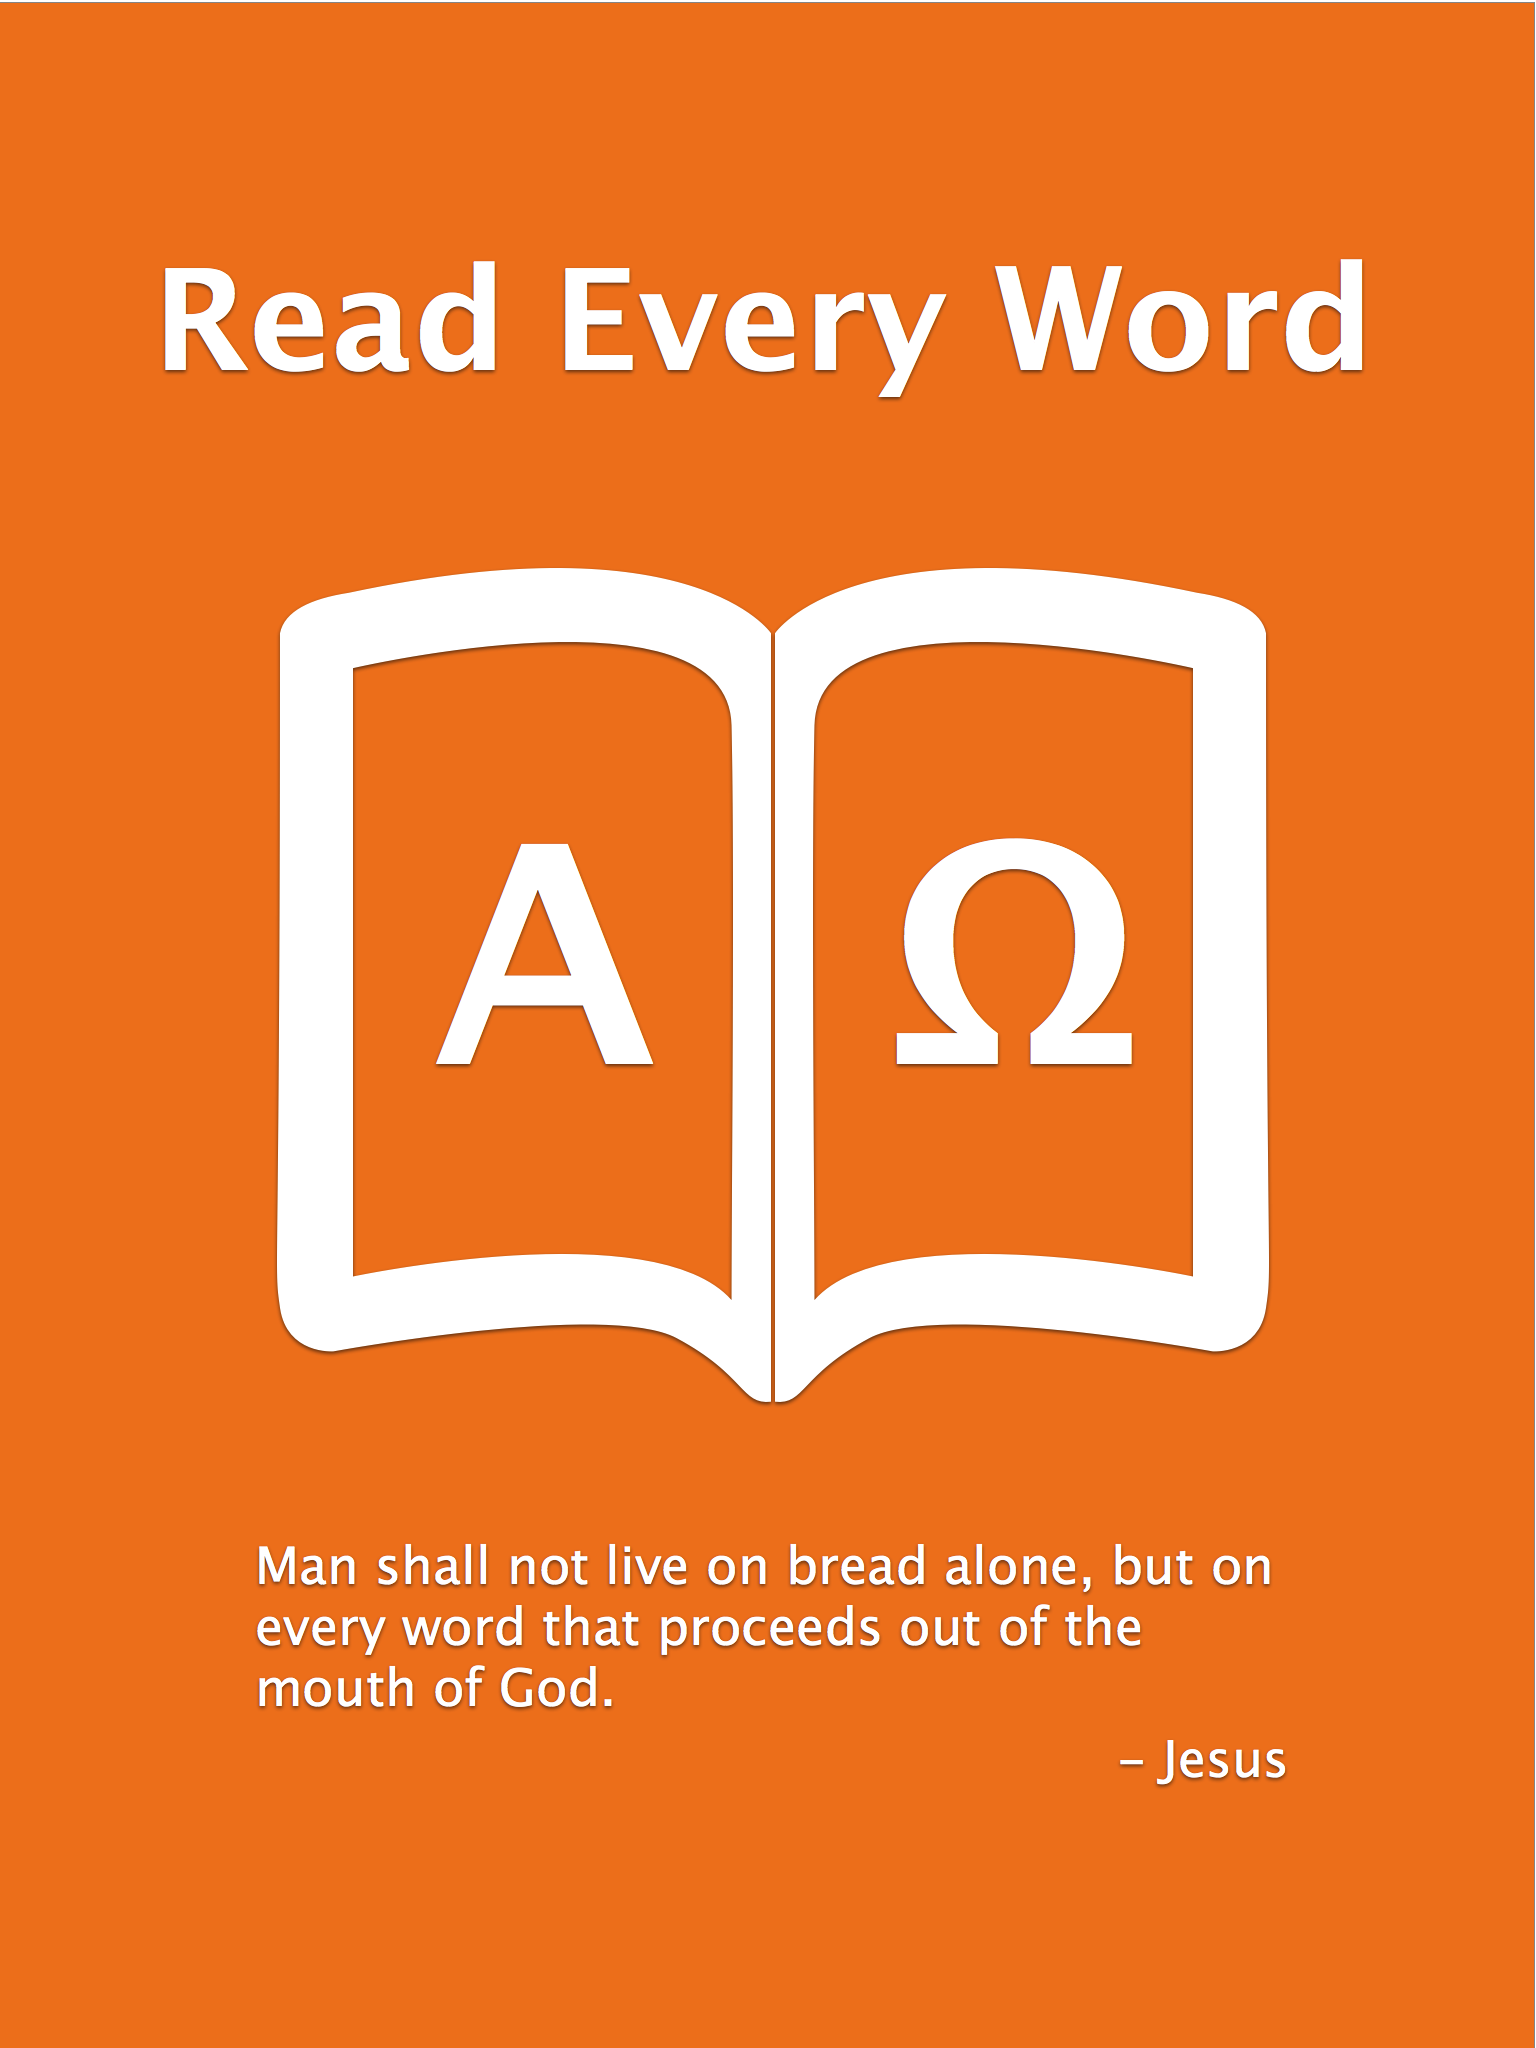 Read Every Word
Α Ω
Man shall not live on bread alone, but on
every word that proceeds out of the
mouth of God.
– Jesus